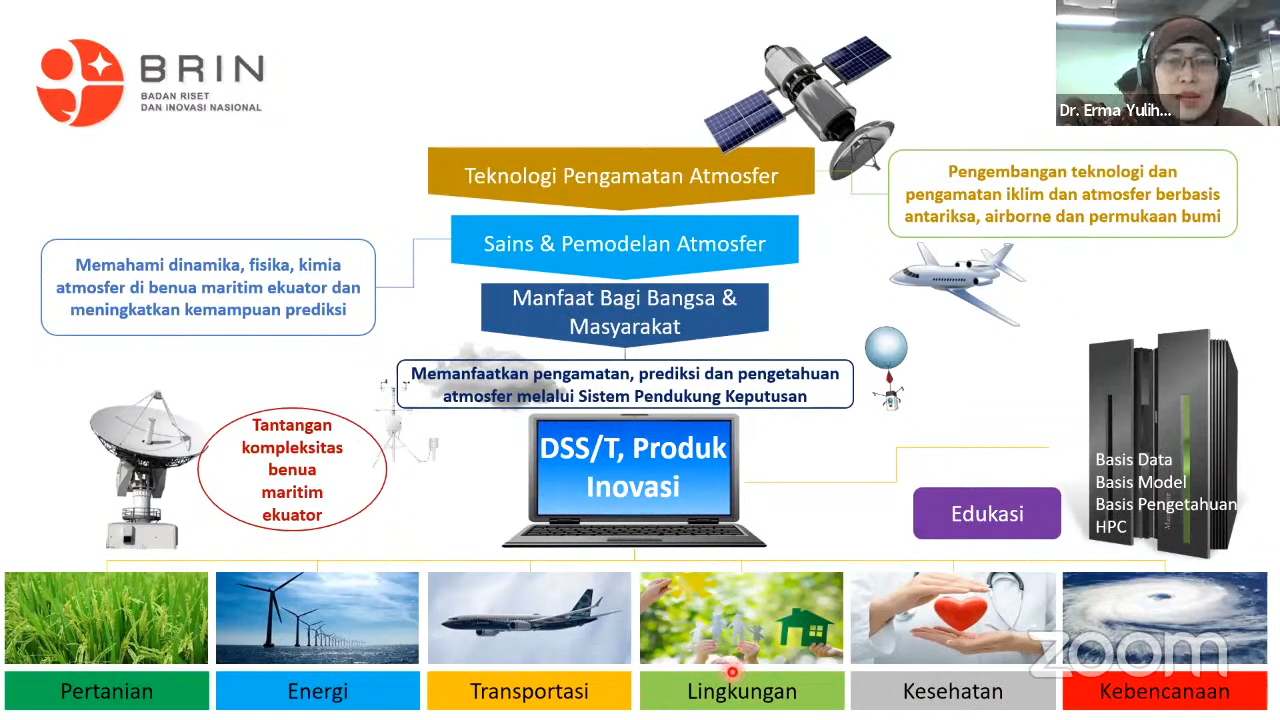 BRIN
BADAN RISET
DAN INOVASI NASIONAL
Dr. Erma Yulih...
Teknologi Pengamatan Atmosfer
Pengembangan teknologi dan
pengamatan iklim dan atmosfer berbasis
antariksa, airborne dan permukaan bumi
Sains & Pemodelan Atmosfer
Memahami dinamika, fisika, kimia
atmosfer di benua maritim ekuator dan
meningkatkan kemampuan prediksi
Manfaat Bagi Bangsa &
Masyarakat
Memanfaatkan pengamatan, prediksi dan pengetahuan
atmosfer melalui Sistem Pendukung Keputusan
Tantangan
kompleksitas
benua
maritim
ekuator
DSS/T, Produk
Inovasi
Edukasi
Basis Data
Basis Model
Basis Pengetahuan
HPC
Pertanian
Energi
Transportasi
Lingkungan
Kesehatan
Kebencanaan
zoom